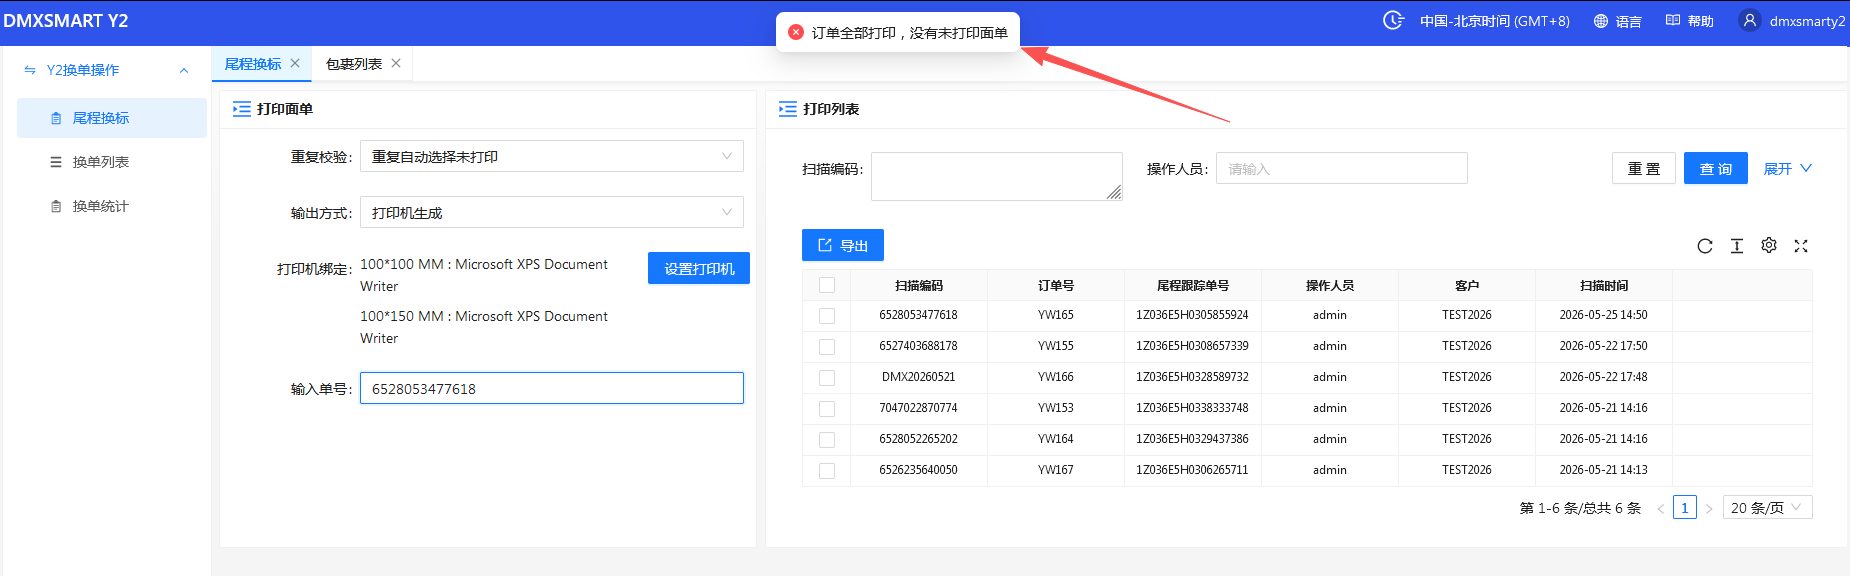 DMXSMART Y2
订单全部打印，没有未打印面单
中国-北京时间 (GMT+8)
语言
帮助
dmxsmarty2
Y2换单操作
尾程换标
换单列表
换单统计
尾程换标
包裹列表
打印面单
重复校验:
重复自动选择未打印
输出方式:
打印机生成
打印机绑定:
100*100 MM : Microsoft XPS Document
Writer
设置打印机
100*150 MM : Microsoft XPS Document
Writer
输入单号:
6528053477618
打印列表
扫描编码:
操作人员:
请输入
重 置
查 询
展开
导出
扫描编码 订单号 尾程跟踪单号 操作人员 客户 扫描时间
6528053477618 YW165 1Z036E5H0305855924 admin TEST2026 2026-05-25 14:50
6527403688178 YW155 1Z036E5H0308657339 admin TEST2026 2026-05-22 17:50
DMX20260521 YW166 1Z036E5H0328589732 admin TEST2026 2026-05-22 17:48
7047022870774 YW153 1Z036E5H0338333748 admin TEST2026 2026-05-21 14:16
6528052265202 YW164 1Z036E5H0329437386 admin TEST2026 2026-05-21 14:16
6526235640050 YW167 1Z036E5H0306265711 admin TEST2026 2026-05-21 14:13
第 1-6 条/总共 6 条
1
20 条/页